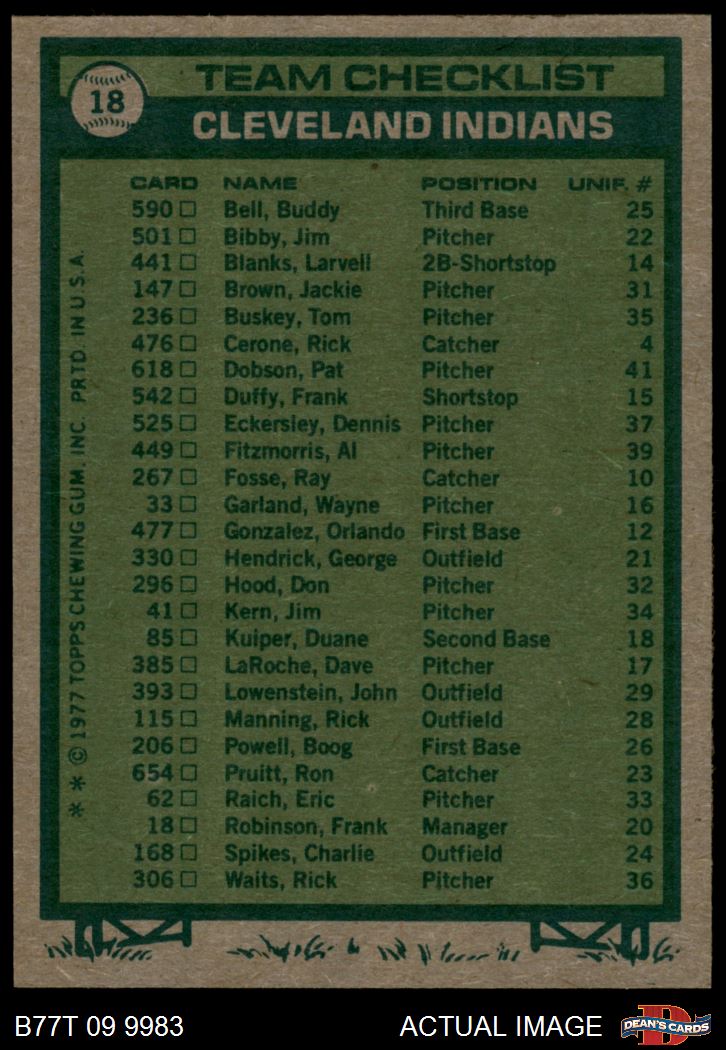 18
TEAM CHECKLIST
CLEVELAND INDIANS
CARD NAME POSITION UNIF. #
590 □ Bell, Buddy Third Base 25
501 □ Bibby, Jim Pitcher 22
441 □ Blanks, Larvell 2B-Shortstop 14
147 □ Brown, Jackie Pitcher 31
236 □ Buskey, Tom Pitcher 35
476 □ Cerone, Rick Catcher 4
618 □ Dobson, Pat Pitcher 41
542 □ Duffy, Frank Shortstop 15
525 □ Eckersley, Dennis Pitcher 37
449 □ Fitzmorris, Al Pitcher 39
267 □ Fosse, Ray Catcher 10
33 □ Garland, Wayne Pitcher 16
477 □ Gonzalez, Orlando First Base 12
330 □ Hendrick, George Outfield 21
296 □ Hood, Don Pitcher 32
41 □ Kern, Jim Pitcher 34
85 □ Kuiper, Duane Second Base 18
385 □ LaRoche, Dave Pitcher 17
393 □ Lowenstein, John Outfield 29
115 □ Manning, Rick Outfield 28
206 □ Powell, Boog First Base 26
654 □ Pruitt, Ron Catcher 23
62 □ Raich, Eric Pitcher 33
18 □ Robinson, Frank Manager 20
168 □ Spikes, Charlie Outfield 24
306 □ Waits, Rick Pitcher 36
* * © 1977 TOPPS CHEWING GUM, INC. PRTD. IN U.S.A.
B77T 09 9983 ACTUAL IMAGE
D
DEAN'S CARDS